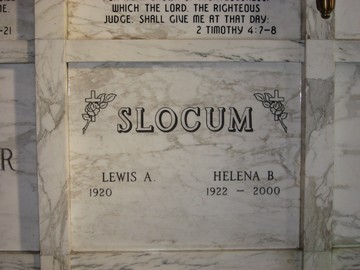 WHICH THE LORD, THE RIGHTEOUS
JUDGE, SHALL GIVE ME AT THAT DAY:
2 TIMOTHY 4:7-8
-21
R
SLOCUM
LEWIS A.
1920
HELENA B.
1922 — 2000